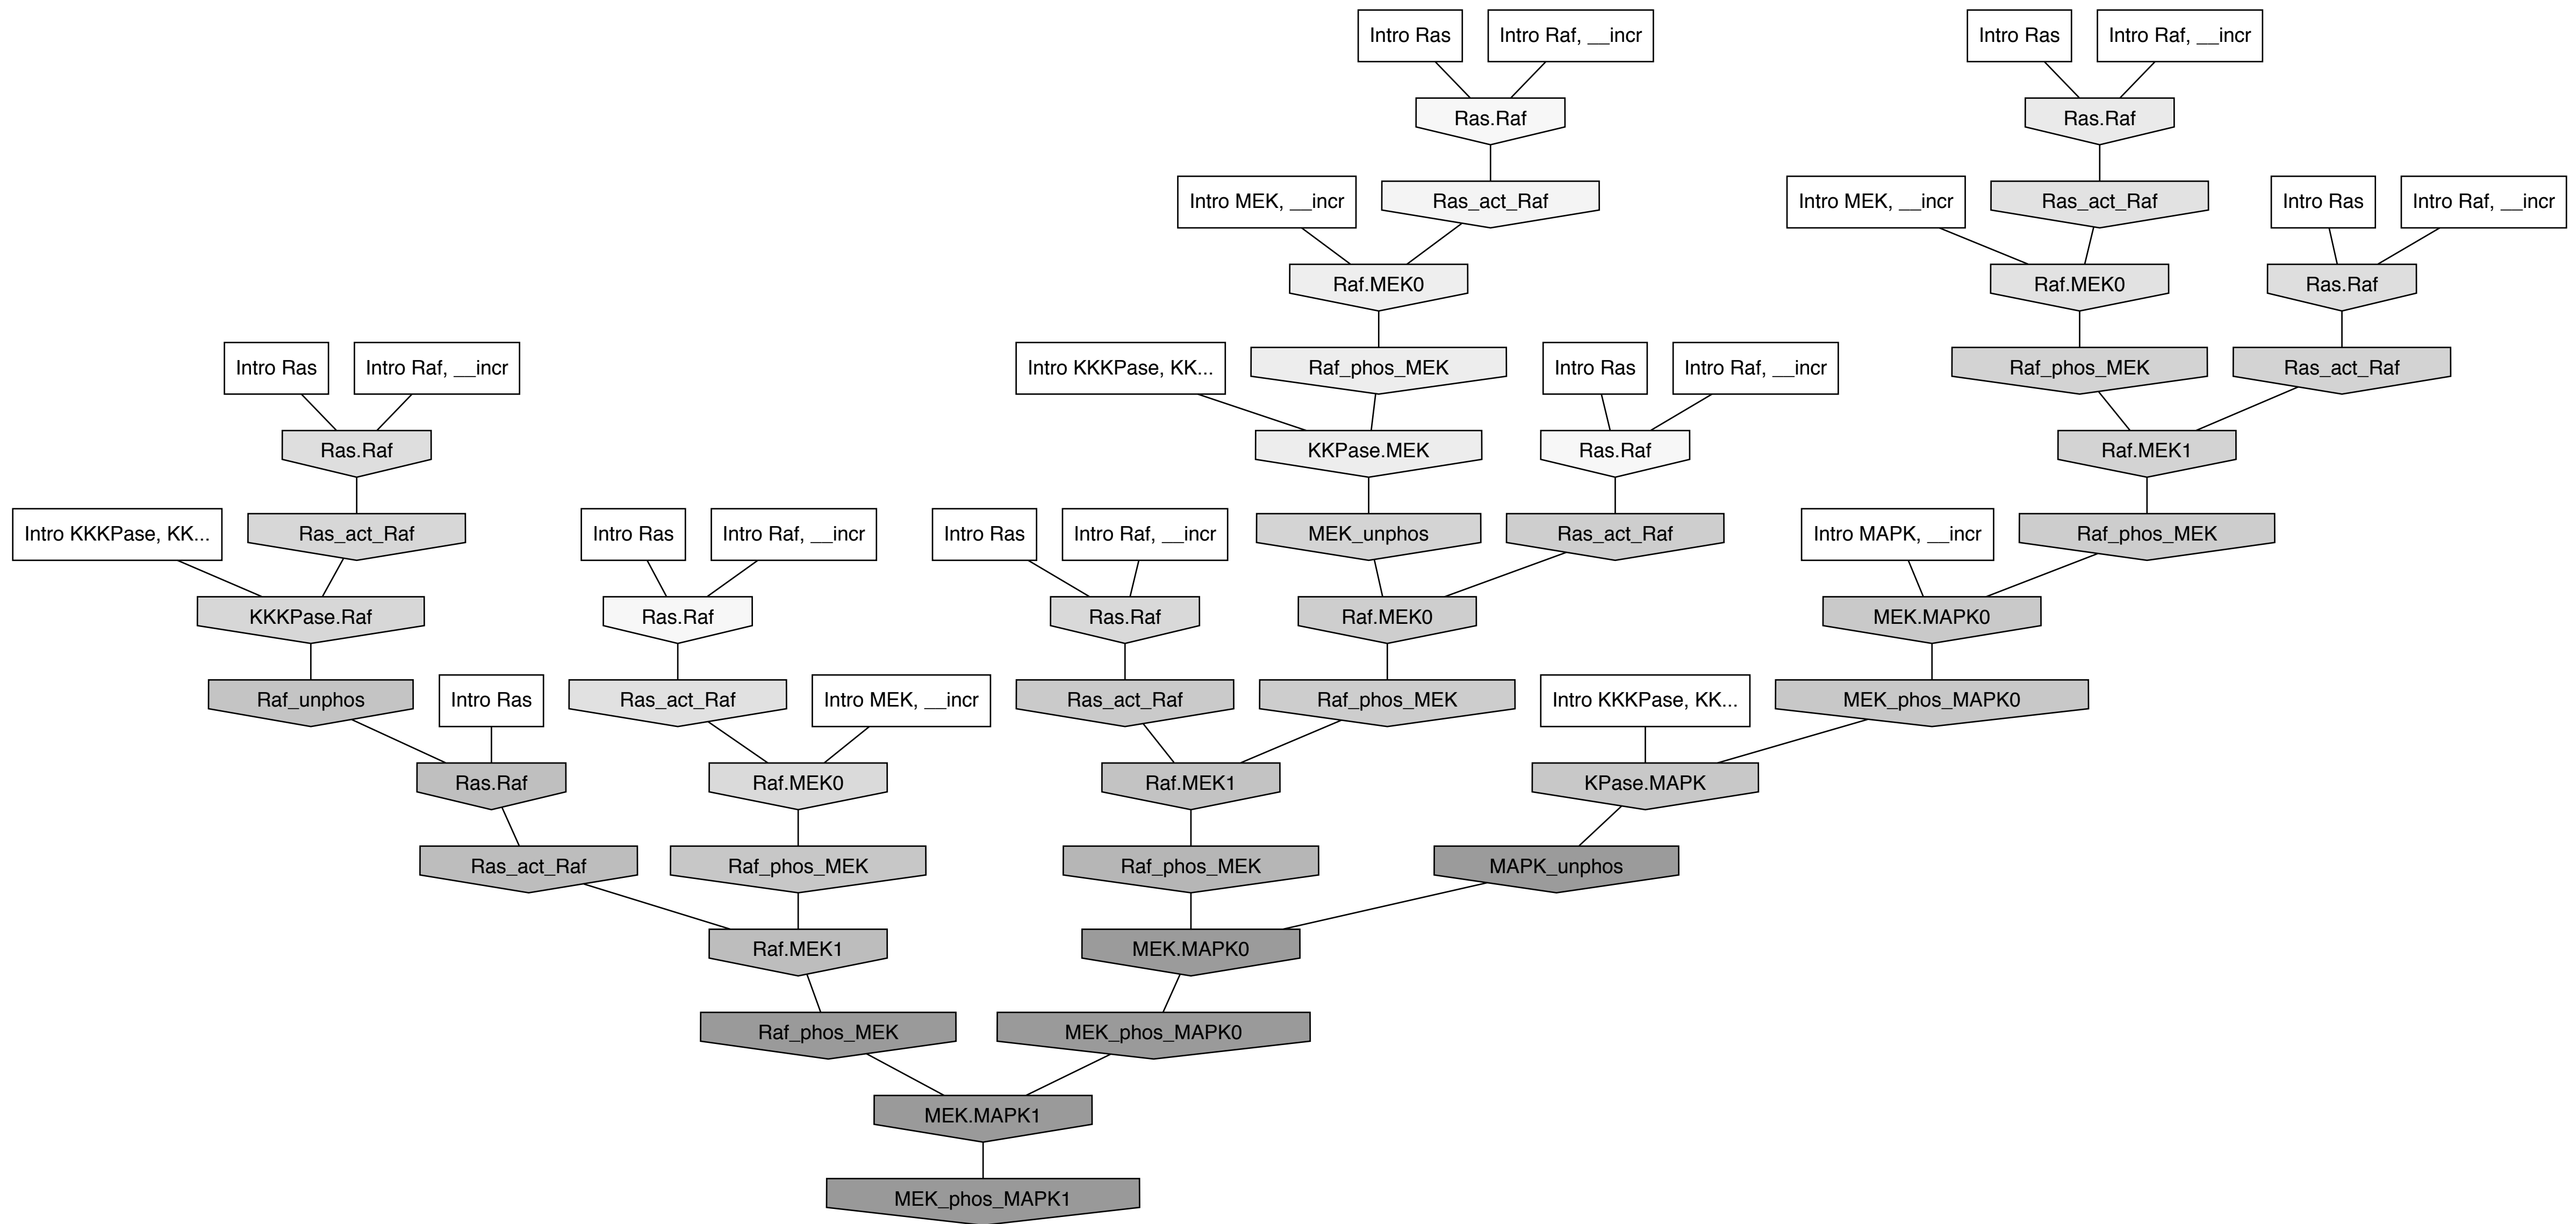 Intro Ras
Intro Raf, __incr
Intro Ras
Intro Raf, __incr
Ras.Raf
Ras.Raf
Intro MEK, __incr
Ras_act_Raf
Intro MEK, __incr
Ras_act_Raf
Intro Ras
Intro Raf, __incr
Raf.MEK0
Raf.MEK0
Ras.Raf
Intro Ras
Intro Raf, __incr
Intro KKKPase, KK...
Raf_phos_MEK
Intro Ras
Intro Raf, __incr
Raf_phos_MEK
Ras_act_Raf
Ras.Raf
KKPase.MEK
Ras.Raf
Raf.MEK1
Intro KKKPase, KK...
Ras_act_Raf
Intro Ras
Intro Raf, __incr
Intro Ras
Intro Raf, __incr
MEK_unphos
Ras_act_Raf
Intro MAPK, __incr
Raf_phos_MEK
KKKPase.Raf
Ras.Raf
Ras.Raf
Raf.MEK0
MEK.MAPK0
Raf_unphos
Intro Ras
Ras_act_Raf
Intro MEK, __incr
Ras_act_Raf
Raf_phos_MEK
Intro KKKPase, KK...
MEK_phos_MAPK0
Ras.Raf
Raf.MEK0
Raf.MEK1
KPase.MAPK
Ras_act_Raf
Raf_phos_MEK
Raf_phos_MEK
MAPK_unphos
Raf.MEK1
MEK.MAPK0
Raf_phos_MEK
MEK_phos_MAPK0
MEK.MAPK1
MEK_phos_MAPK1